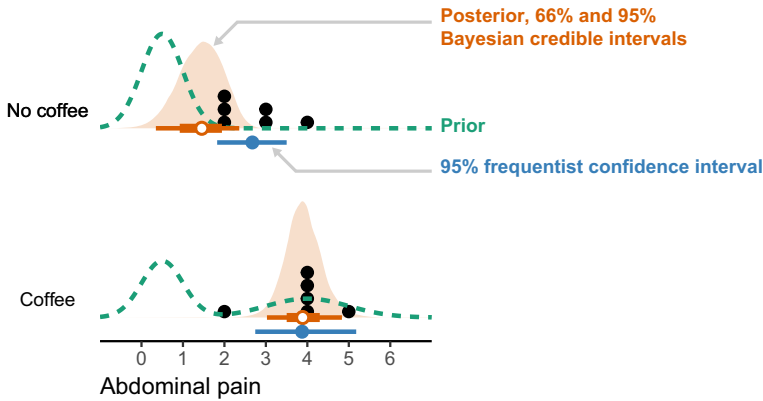 Posterior, 66% and 95%
Bayesian credible intervals
No coffee
Prior
95% frequentist confidence interval
Coffee
0 1 2 3 4 5 6
Abdominal pain